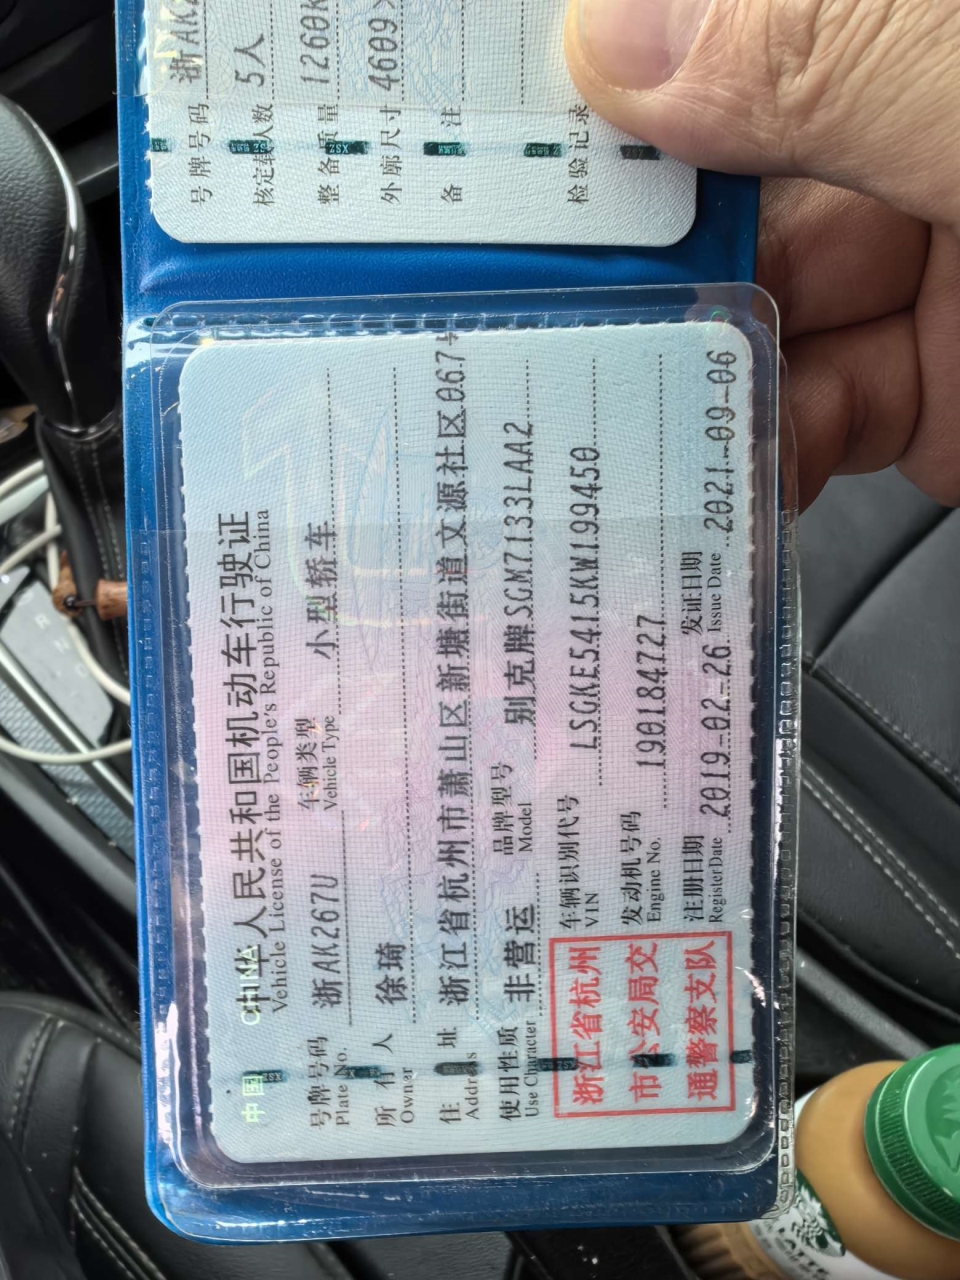 中华人民共和国机动车行驶证
中国 CHINA
Vehicle License of the People's Republic of China
号牌号码 浙AK267U 车辆类型 小型轿车
Plate No. Vehicle Type
所有人 徐琦
Owner
住址 浙江省杭州市萧山区新塘街道文源社区067
Address
使用性质 非营运 品牌型号 别克牌SGM7133LAA2
Use Character Model
浙江省杭州
市公安局交
通警察支队
车辆识别代号 LSGKE5415KW199450
VIN
发动机号码 190184727
Engine No.
注册日期 2019-02-26 发证日期 2021-09-06
Register Date Issue Date
号牌号码 浙AK2
核定载人数 5人
整备质量 1260k
外廓尺寸 4609×
备注
检验记录